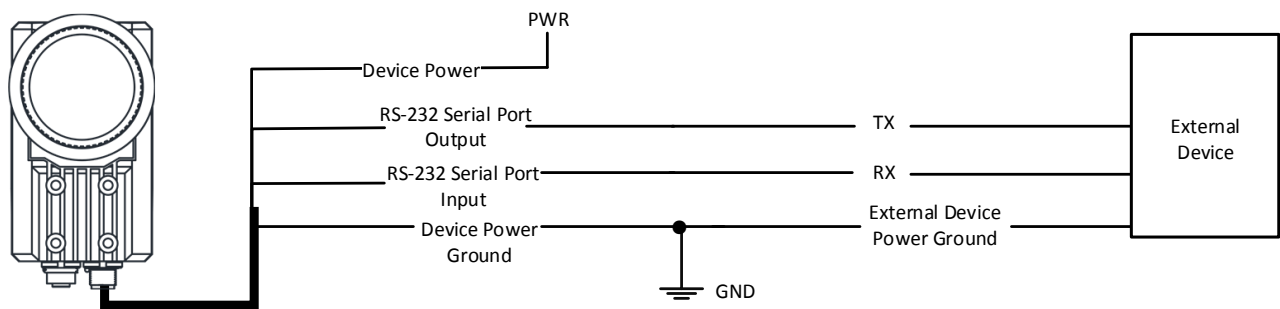 PWR
Device Power
RS-232 Serial Port
Output
TX
External
Device
RS-232 Serial Port
Input
RX
Device Power
Ground
External Device
Power Ground
GND